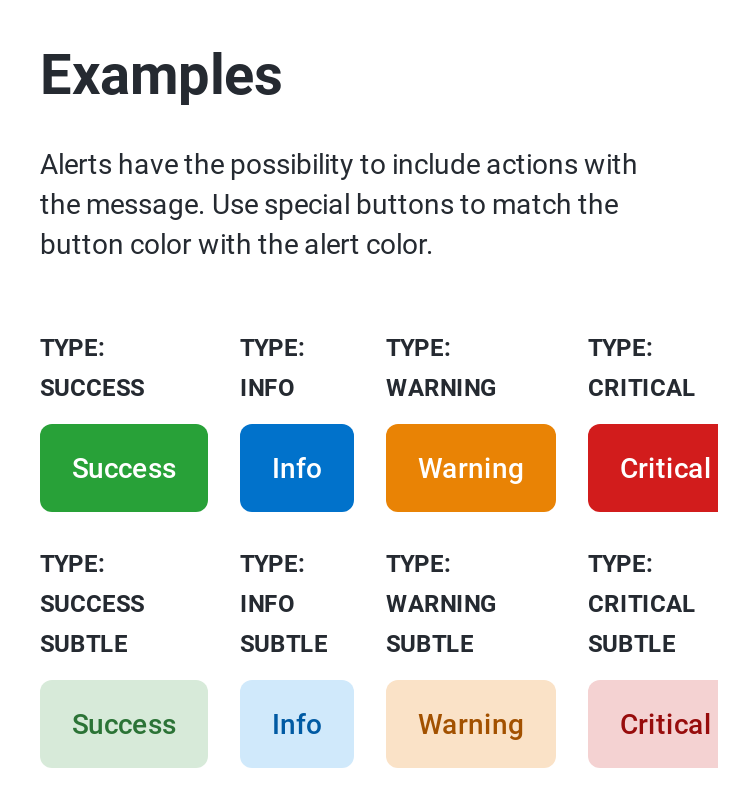 Examples
Alerts have the possibility to include actions with
the message. Use special buttons to match the
button color with the alert color.
TYPE: SUCCESS
TYPE: INFO
TYPE: WARNING
TYPE: CRITICAL
Success
Info
Warning
Critical
TYPE: SUCCESS SUBTLE
TYPE: INFO SUBTLE
TYPE: WARNING SUBTLE
TYPE: CRITICAL SUBTLE
Success
Info
Warning
Critical